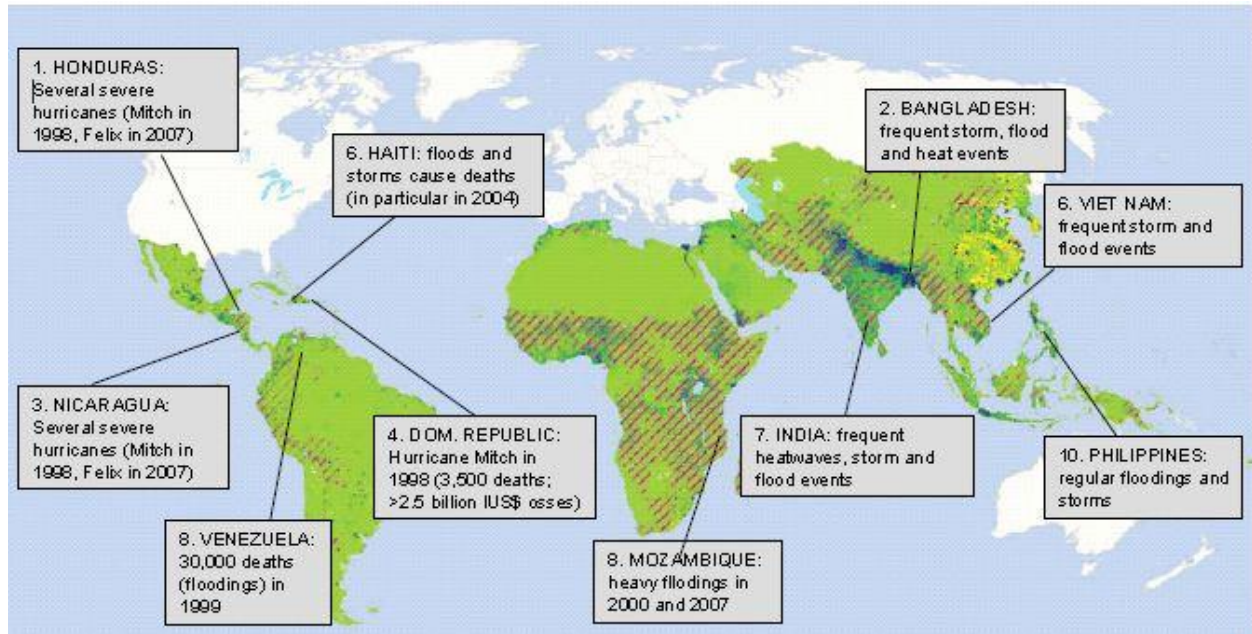 1. HONDURAS:
Several severe
hurricanes (Mitch in
1998, Felix in 2007)
6. HAITI: floods and
storms cause deaths
(in particular in 2004)
2. BANGLADESH:
frequent storm, flood
and heat events
6. VIET NAM:
frequent storm and
flood events
3. NICARAGUA:
Several severe
hurricanes (Mitch in
1998, Felix in 2007)
4. DOM. REPUBLIC:
Hurricane Mitch in
1998 (3,500 deaths;
>2.5 billion IUS$ osses)
7. INDIA: frequent
heatwaves, storm and
flood events
10. PHILIPPINES:
regular floodings and
storms
8. VENEZUELA:
30,000 deaths
(floodings) in
1999
8. MOZAMBIQUE:
heavy fllodings in
2000 and 2007